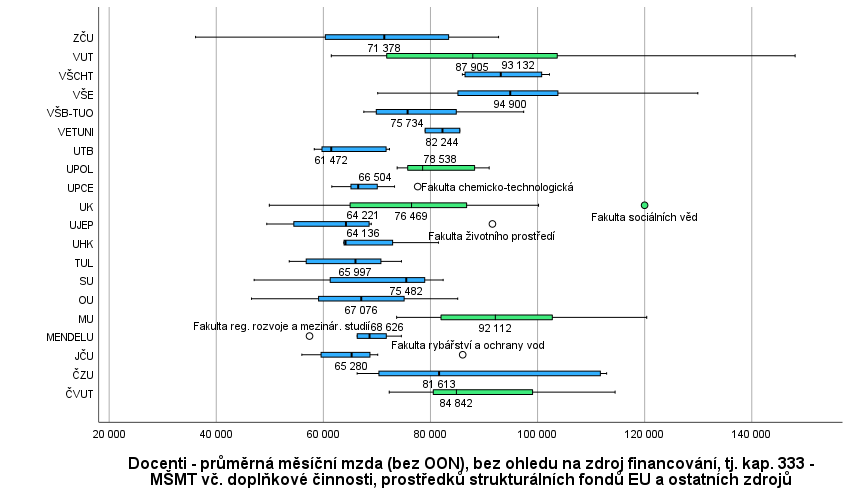 ZČU
71 378
VUT
87 905
93 132
VŠCHT
VŠE
94 900
VŠB-TUO
75 734
VETUNI
82 244
UTB
61 472
UPOL
78 538
UPCE
66 504
Fakulta chemicko-technologická
UK
76 469
Fakulta sociálních věd
UJEP
64 221
Fakulta životního prostředí
UHK
64 136
TUL
65 997
SU
75 482
OU
67 076
MU
92 112
Fakulta reg. rozvoje a mezinár. studií
68 626
MENDELU
Fakulta rybářství a ochrany vod
JČU
65 280
ČZU
81 613
ČVUT
84 842
20 000 40 000 60 000 80 000 100 000 120 000 140 000
Docenti - průměrná měsíční mzda (bez OON), bez ohledu na zdroj financování, tj. kap. 333 -
MŠMT vč. doplňkové činnosti, prostředků strukturálních fondů EU a ostatních zdrojů